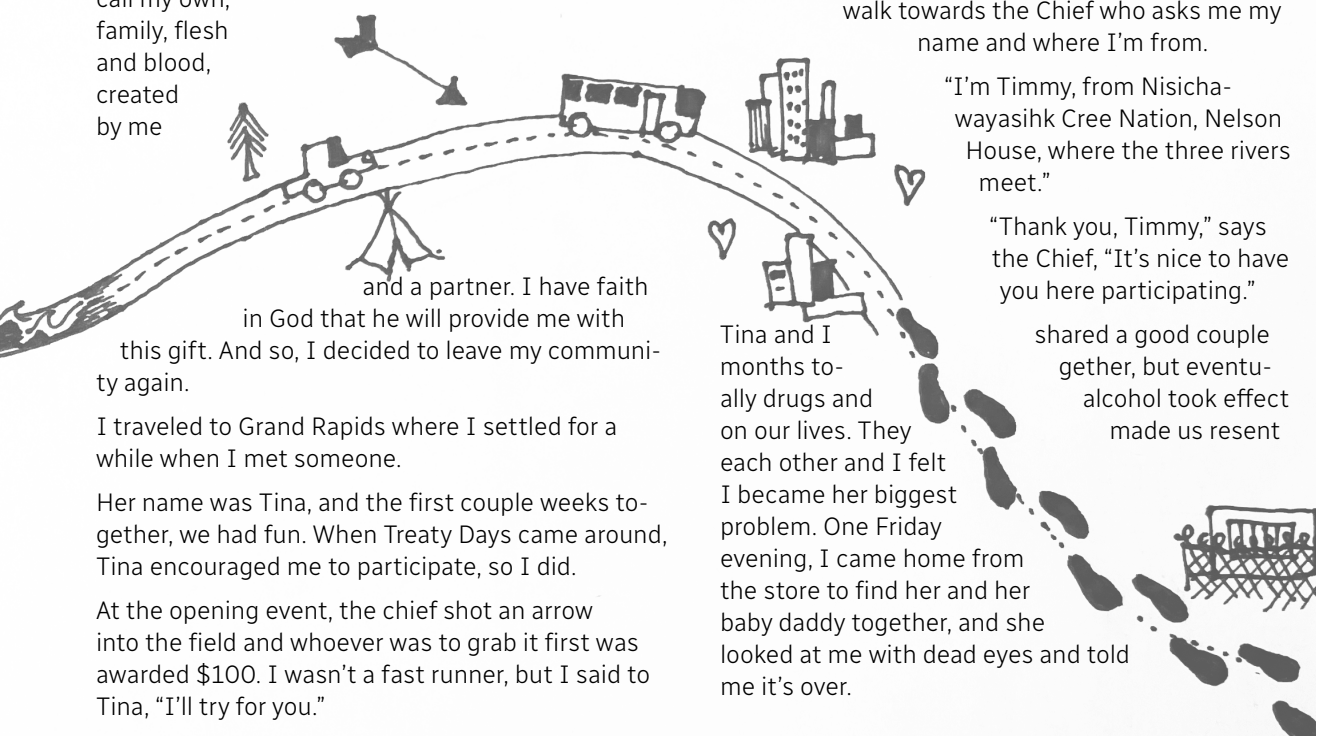 call my own,
family, flesh
and blood,
created
by me
and a partner. I have faith
in God that he will provide me with
this gift. And so, I decided to leave my communi-
ty again.
I traveled to Grand Rapids where I settled for a
while when I met someone.
Her name was Tina, and the first couple weeks to-
gether, we had fun. When Treaty Days came around,
Tina encouraged me to participate, so I did.
At the opening event, the chief shot an arrow
into the field and whoever was to grab it first was
awarded $100. I wasn’t a fast runner, but I said to
Tina, “I’ll try for you.”
walk towards the Chief who asks me my
name and where I’m from.
“I’m Timmy, from Nisicha-
wayasihk Cree Nation, Nelson
House, where the three rivers
meet.”
“Thank you, Timmy,” says
the Chief, “It’s nice to have
you here participating.”
Tina and I shared a good couple
months to- gether, but eventu-
ally drugs and alcohol took effect
on our lives. They made us resent
each other and I felt
I became her biggest
problem. One Friday
evening, I came home from
the store to find her and her
baby daddy together, and she
looked at me with dead eyes and told
me it’s over.